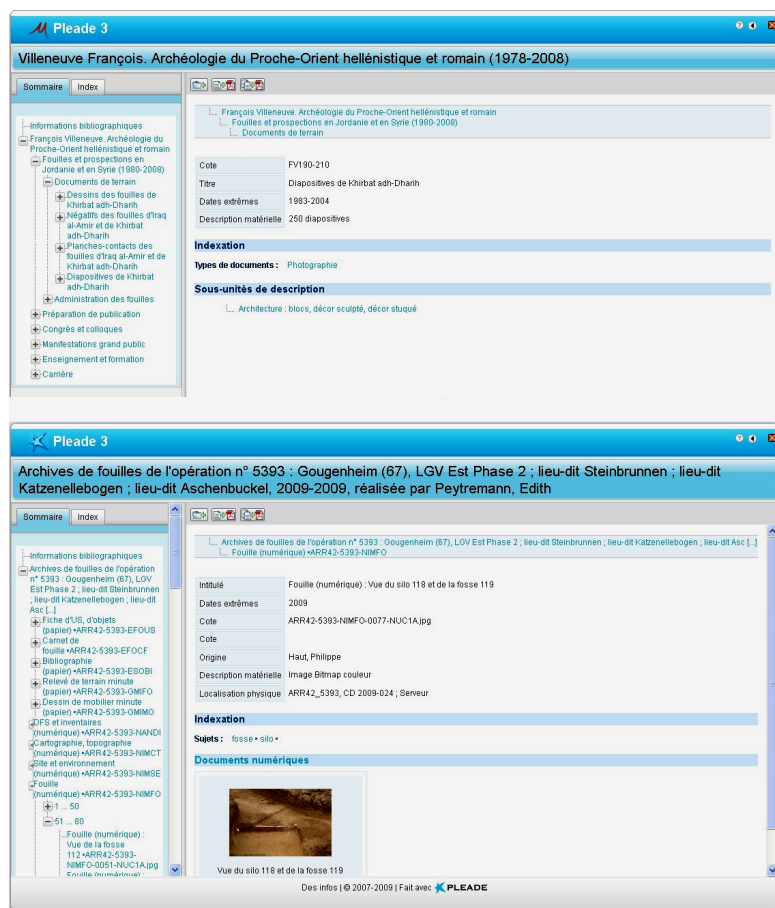 Pleade 3
Villeneuve François. Archéologie du Proche-Orient hellénistique et romain (1978-2008)
Sommaire Index
Informations bibliographiques
François Villeneuve. Archéologie du
Proche-Orient hellénistique et romain
Fouilles et prospections en
Jordanie et en Syrie (1980-2008)
Documents de terrain
Dessins des fouilles de
Khirbat adh-Dharih
Négatifs des fouilles d'Iraq
al-Amir et de Khirbat
adh-Dharih
Planches-contacts des
fouilles d'Iraq al-Amir et de
Khirbat adh-Dharih
Diapositives de Khirbat
adh-Dharih
Administration des fouilles
Préparation de publication
Congrès et colloques
Manifestations grand public
Enseignement et formation
Carrière
François Villeneuve. Archéologie du Proche-Orient hellénistique et romain
Fouilles et prospections en Jordanie et en Syrie (1980-2008)
Documents de terrain
Cote FV190-210
Titre Diapositives de Khirbat adh-Dharih
Dates extrêmes 1983-2004
Description matérielle 250 diapositives
Indexation
Types de documents : Photographie
Sous-unités de description
Architecture : blocs, décor sculpté, décor stuqué
Pleade 3
Archives de fouilles de l'opération n° 5393 : Gougenheim (67), LGV Est Phase 2 ; lieu-dit Steinbrunnen ; lieu-dit
Katzenellebogen ; lieu-dit Aschenbuckel, 2009-2009, réalisée par Peytremann, Edith
Sommaire Index
Informations bibliographiques
Archives de fouilles de l'opération
n° 5393 : Gougenheim (67), LGV
Est Phase 2 ; lieu-dit Steinbrunnen
; lieu-dit Katzenellebogen ; lieu-dit
Asc [...]
Fiche d'US, d'objets
(papier) •ARR42-5393-EFOUS
Carnet de
fouille •ARR42-5393-EFOCF
Bibliographie
(papier) •ARR42-5393-ESOBI
Relevé de terrain minute
(papier) •ARR42-5393-GMIFO
Dessin de mobilier minute
(papier) •ARR42-5393-GMIMO
DFS et inventaires
(numérique) •ARR42-5393-NANDI
Cartographie, topographie
(numérique) •ARR42-5393-NIMCT
Site et environnement
(numérique) •ARR42-5393-NIMSE
Fouille
(numérique) •ARR42-5393-NIMFO
1 ... 50
51 ... 80
Fouille (numérique) :
Vue de la fosse
112 •ARR42-5393-
NIMFO-0051-NUC1A.jpg
Fouille (numérique) :
Archives de fouilles de l'opération n° 5393 : Gougenheim (67), LGV Est Phase 2 ; lieu-dit Steinbrunnen ; lieu-dit Katzenellebogen ; lieu-dit Asc [...]
Fouille (numérique) •ARR42-5393-NIMFO
Intitulé Fouille (numérique) : Vue du silo 118 et de la fosse 119
Dates extrêmes 2009
Cote ARR42-5393-NIMFO-0077-NUC1A.jpg
Cote
Origine Haut, Philippe
Description matérielle Image Bitmap couleur
Localisation physique ARR42_5393, CD 2009-024 ; Serveur
Indexation
Sujets : fosse • silo •
Documents numériques
Vue du silo 118 et de la fosse 119
Des infos | © 2007-2009 | Fait avec PLEADE